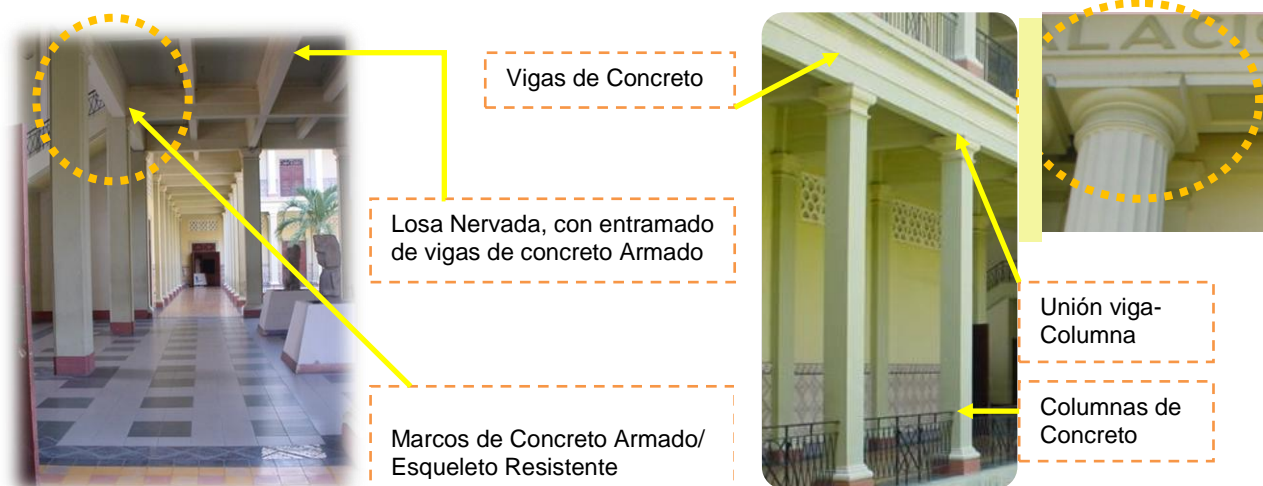 Vigas de Concreto
ALACIO
Losa Nervada, con entramado
de vigas de concreto Armado
Unión viga-
Columna
Columnas de
Concreto
Marcos de Concreto Armado/
Esqueleto Resistente